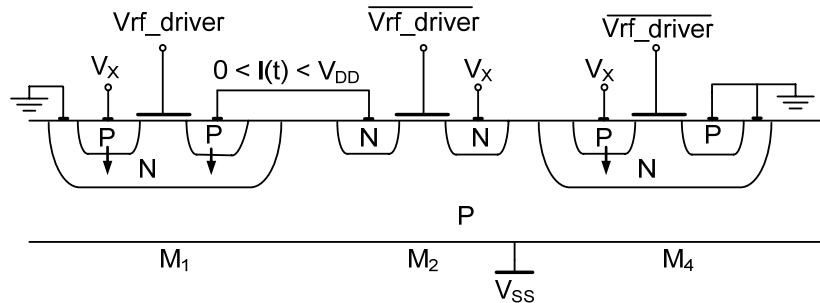 Vrf_driver
Vrf_driver
Vrf_driver
V_X
0 < I(t) < V_DD
V_X
V_X
P
P
N
N
N
P
P
N
P
M_1
M_2
M_4
V_SS